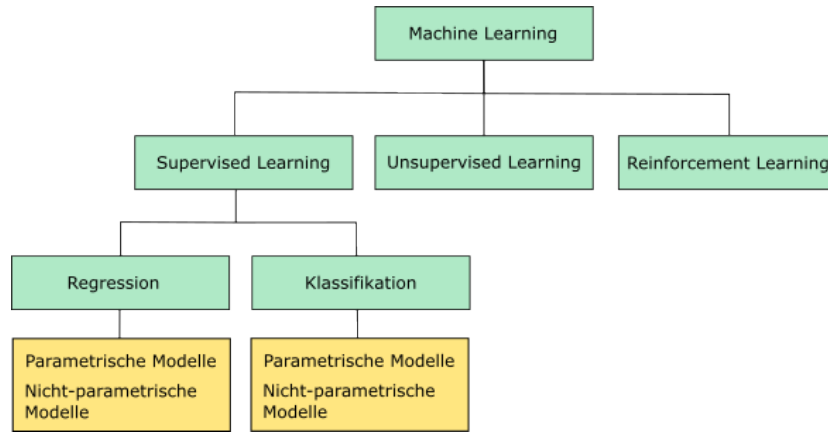 Machine Learning
Supervised Learning
Unsupervised Learning
Reinforcement Learning
Regression
Klassifikation
Parametrische Modelle
Nicht-parametrische
Modelle
Parametrische Modelle
Nicht-parametrische
Modelle